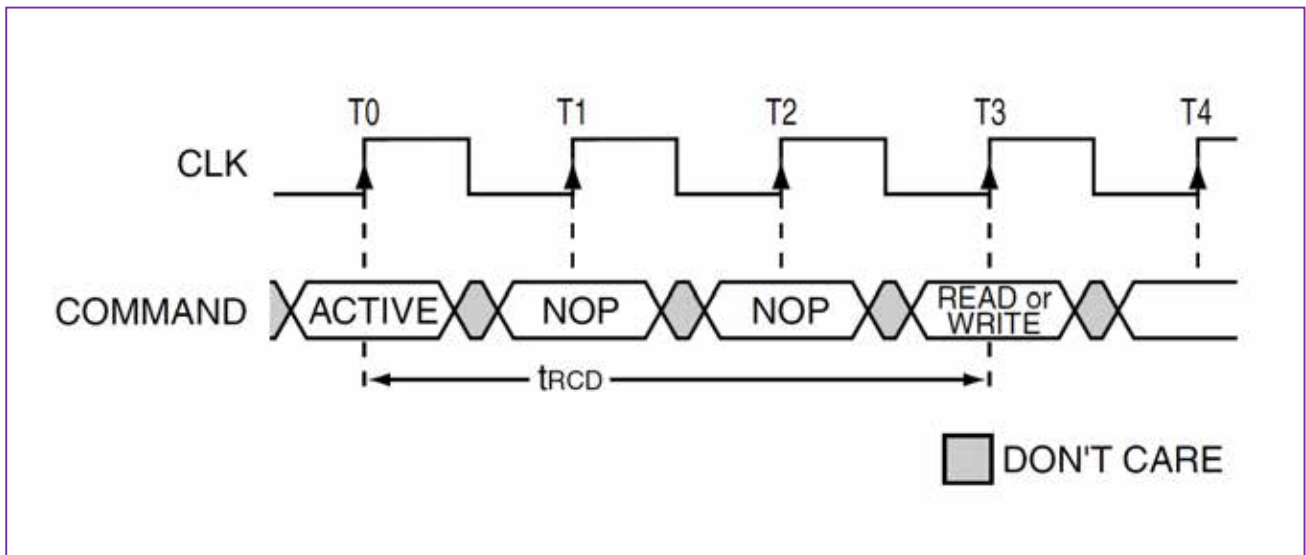 T0 T1 T2 T3 T4
CLK
COMMAND ACTIVE NOP NOP READ or
WRITE
tRCD
DON'T CARE